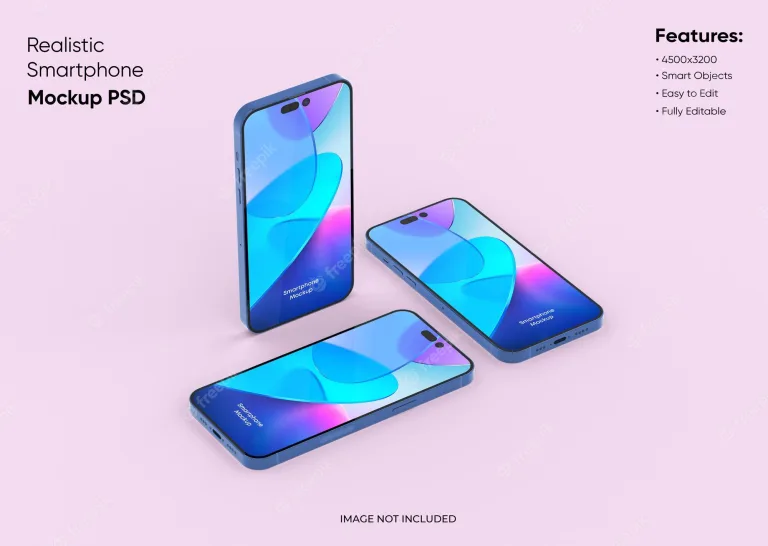 Realistic
Smartphone
Mockup PSD
Features:
• 4500x3200
• Smart Objects
• Easy to Edit
• Fully Editable
Smartphone
Mockup
Smartphone
Mockup
Smartphone
Mockup
freepik
IMAGE NOT INCLUDED